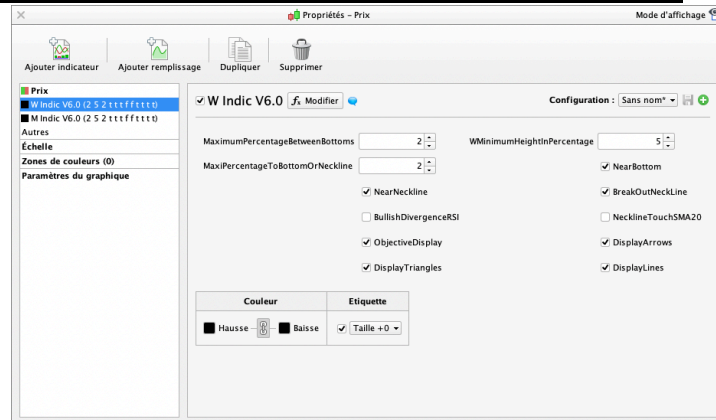 Propriétés – Prix
Mode d'affichage
Ajouter indicateur
Ajouter remplissage
Dupliquer
Supprimer
Prix
W Indic V6.0 (2 5 2 t t t f f t t t t)
M Indic V6.0 (2 5 2 t t t f f t t t t)
Autres
Échelle
Zones de couleurs (0)
Paramètres du graphique
W Indic V6.0 fx Modifier
Configuration : Sans nom*
MaximumPercentageBetweenBottoms 2
WMinimumHeightInPercentage 5
MaxiPercentageToBottomOrNeckline 2
NearBottom
NearNeckline
BreakOutNeckLine
BullishDivergenceRSI
NecklineTouchSMA20
ObjectiveDisplay
DisplayArrows
DisplayTriangles
DisplayLines
Couleur Etiquette
Hausse Baisse Taille +0